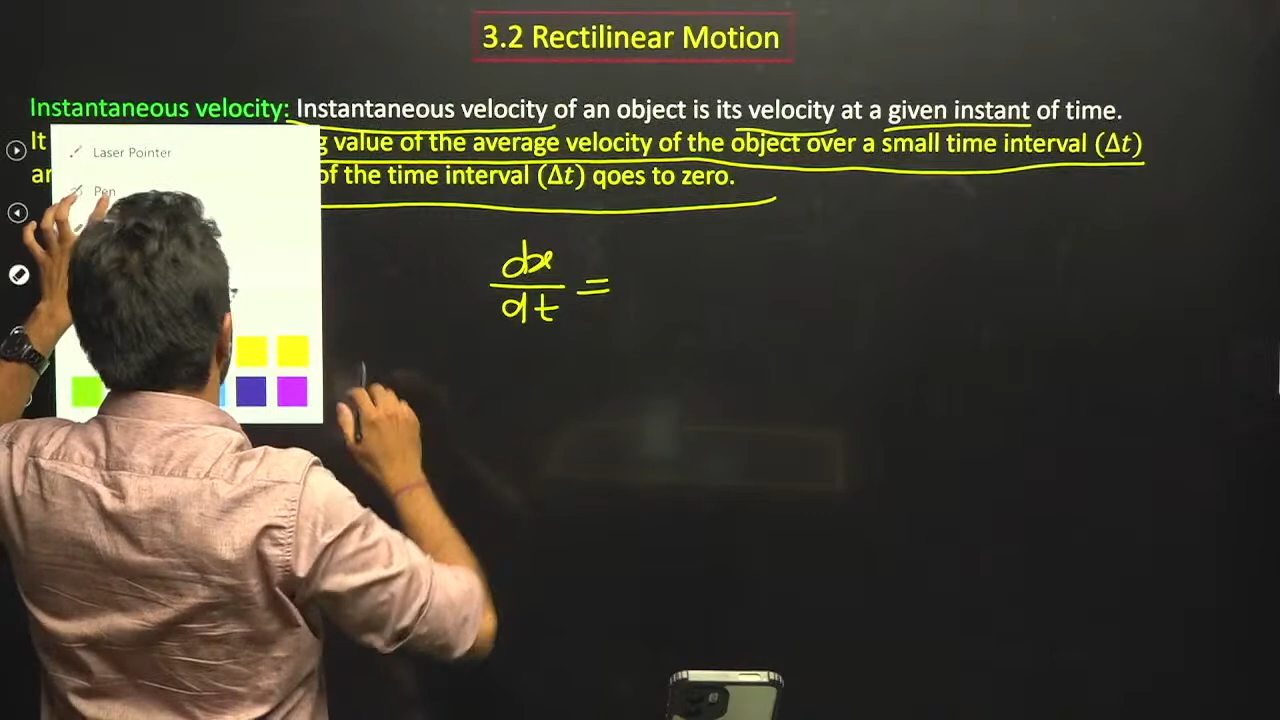 3.2 Rectilinear Motion
Instantaneous velocity: Instantaneous velocity of an object is its velocity at a given instant of time.
It value of the average velocity of the object over a small time interval (Δt)
of the time interval (Δt) qoes to zero.
Laser Pointer
Pen
dx
dt =